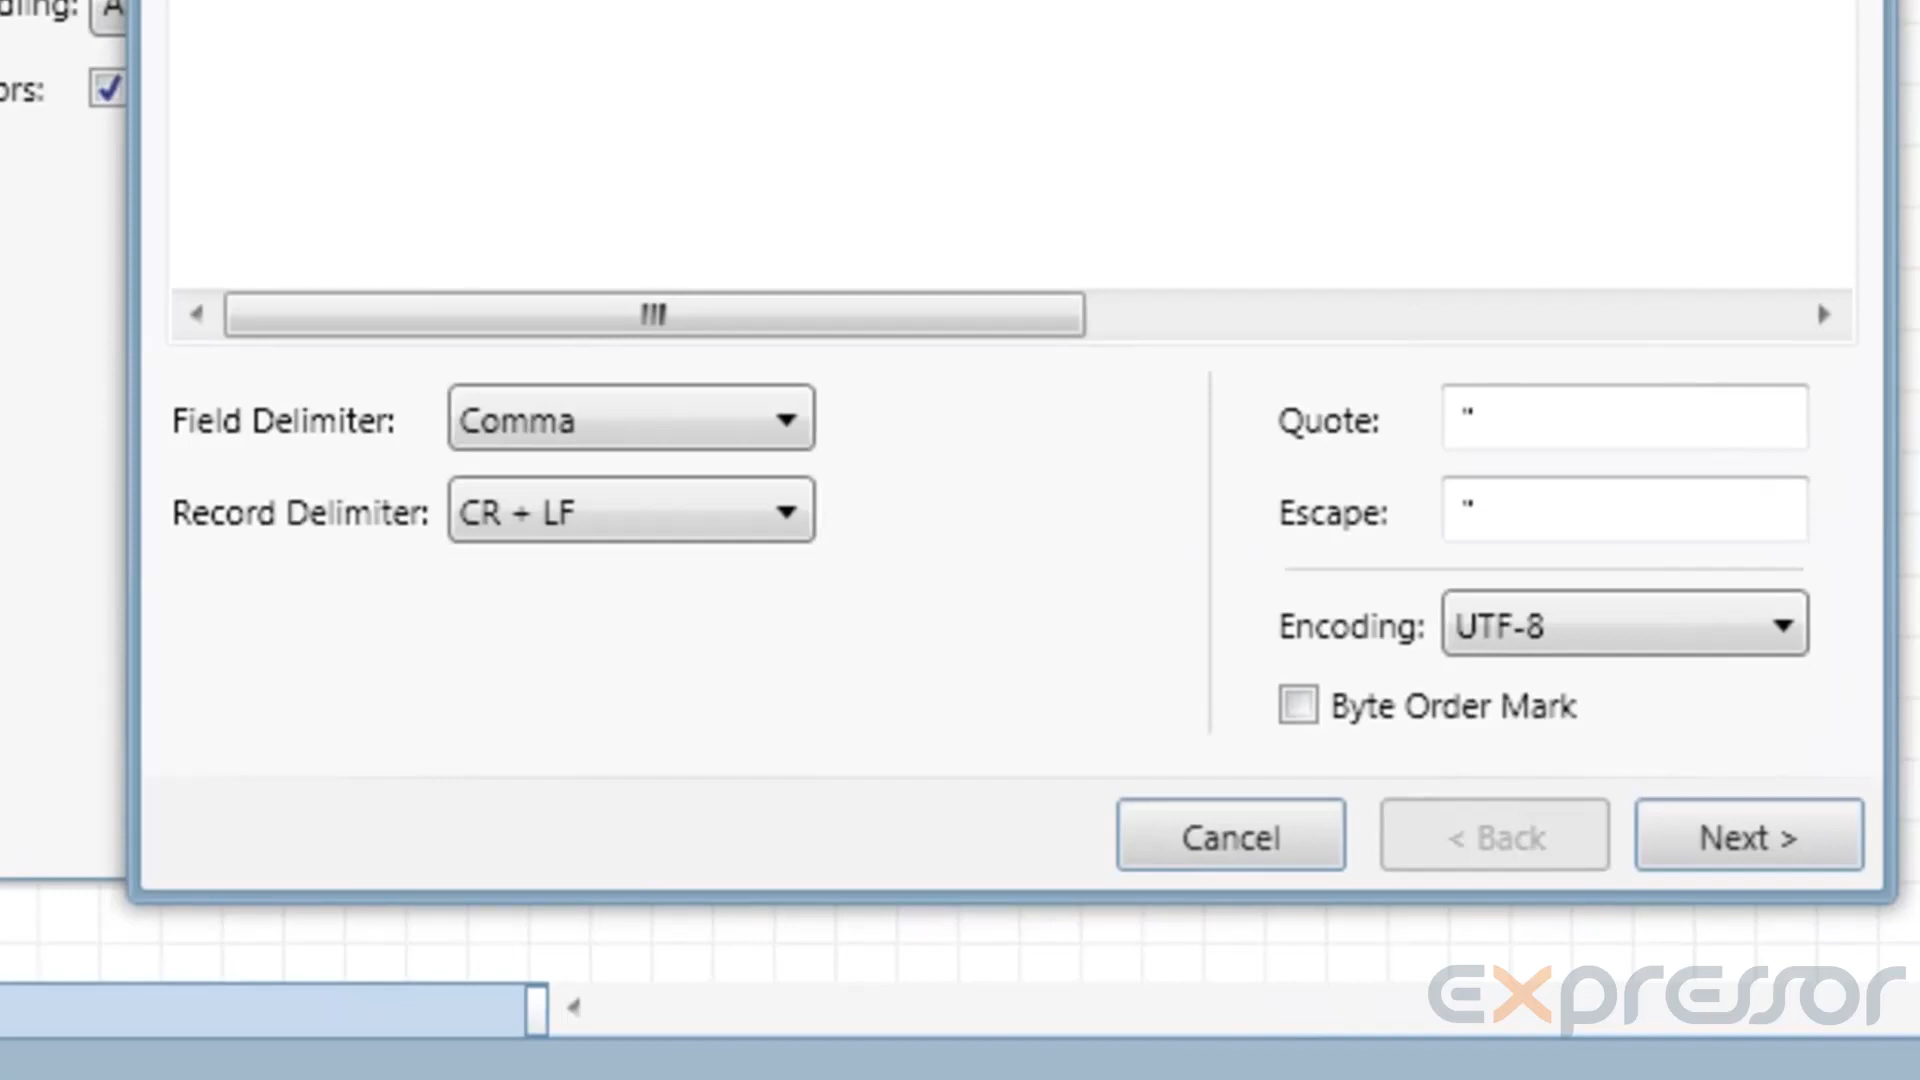 ors:
Field Delimiter: Comma
Quote: "
Record Delimiter: CR + LF
Escape: "
Encoding: UTF-8
Byte Order Mark
Cancel
< Back
Next >
expressor